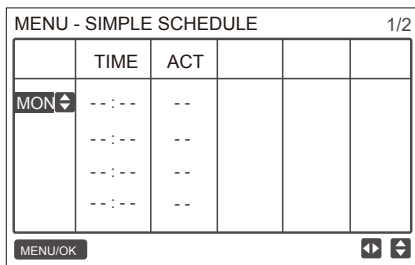 MENU - SIMPLE SCHEDULE 1/2
TIME ACT
MON --:-- --
--:-- --
--:-- --
--:-- --
MENU/OK